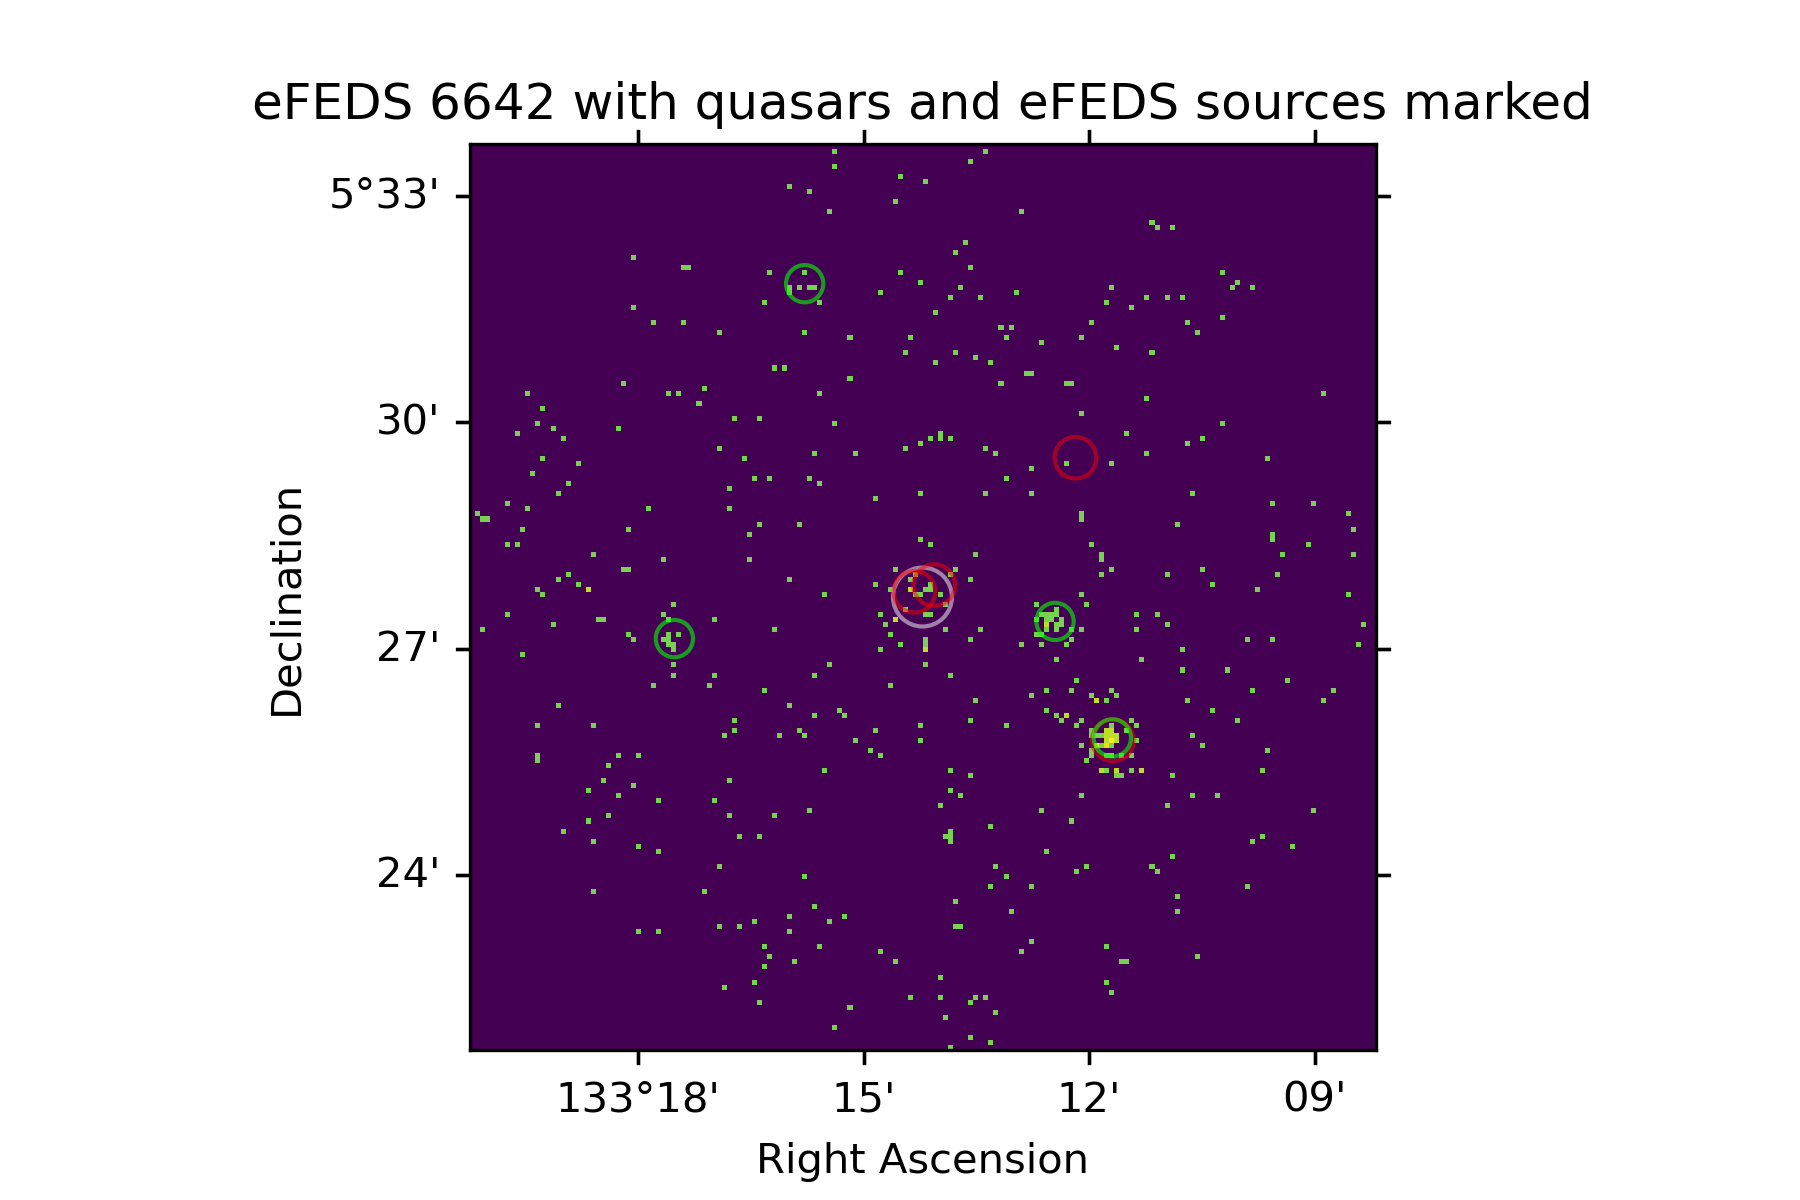 eFEDS 6642 with quasars and eFEDS sources marked
5°33'
30'
27'
24'
Declination
133°18'
15'
12'
09'
Right Ascension